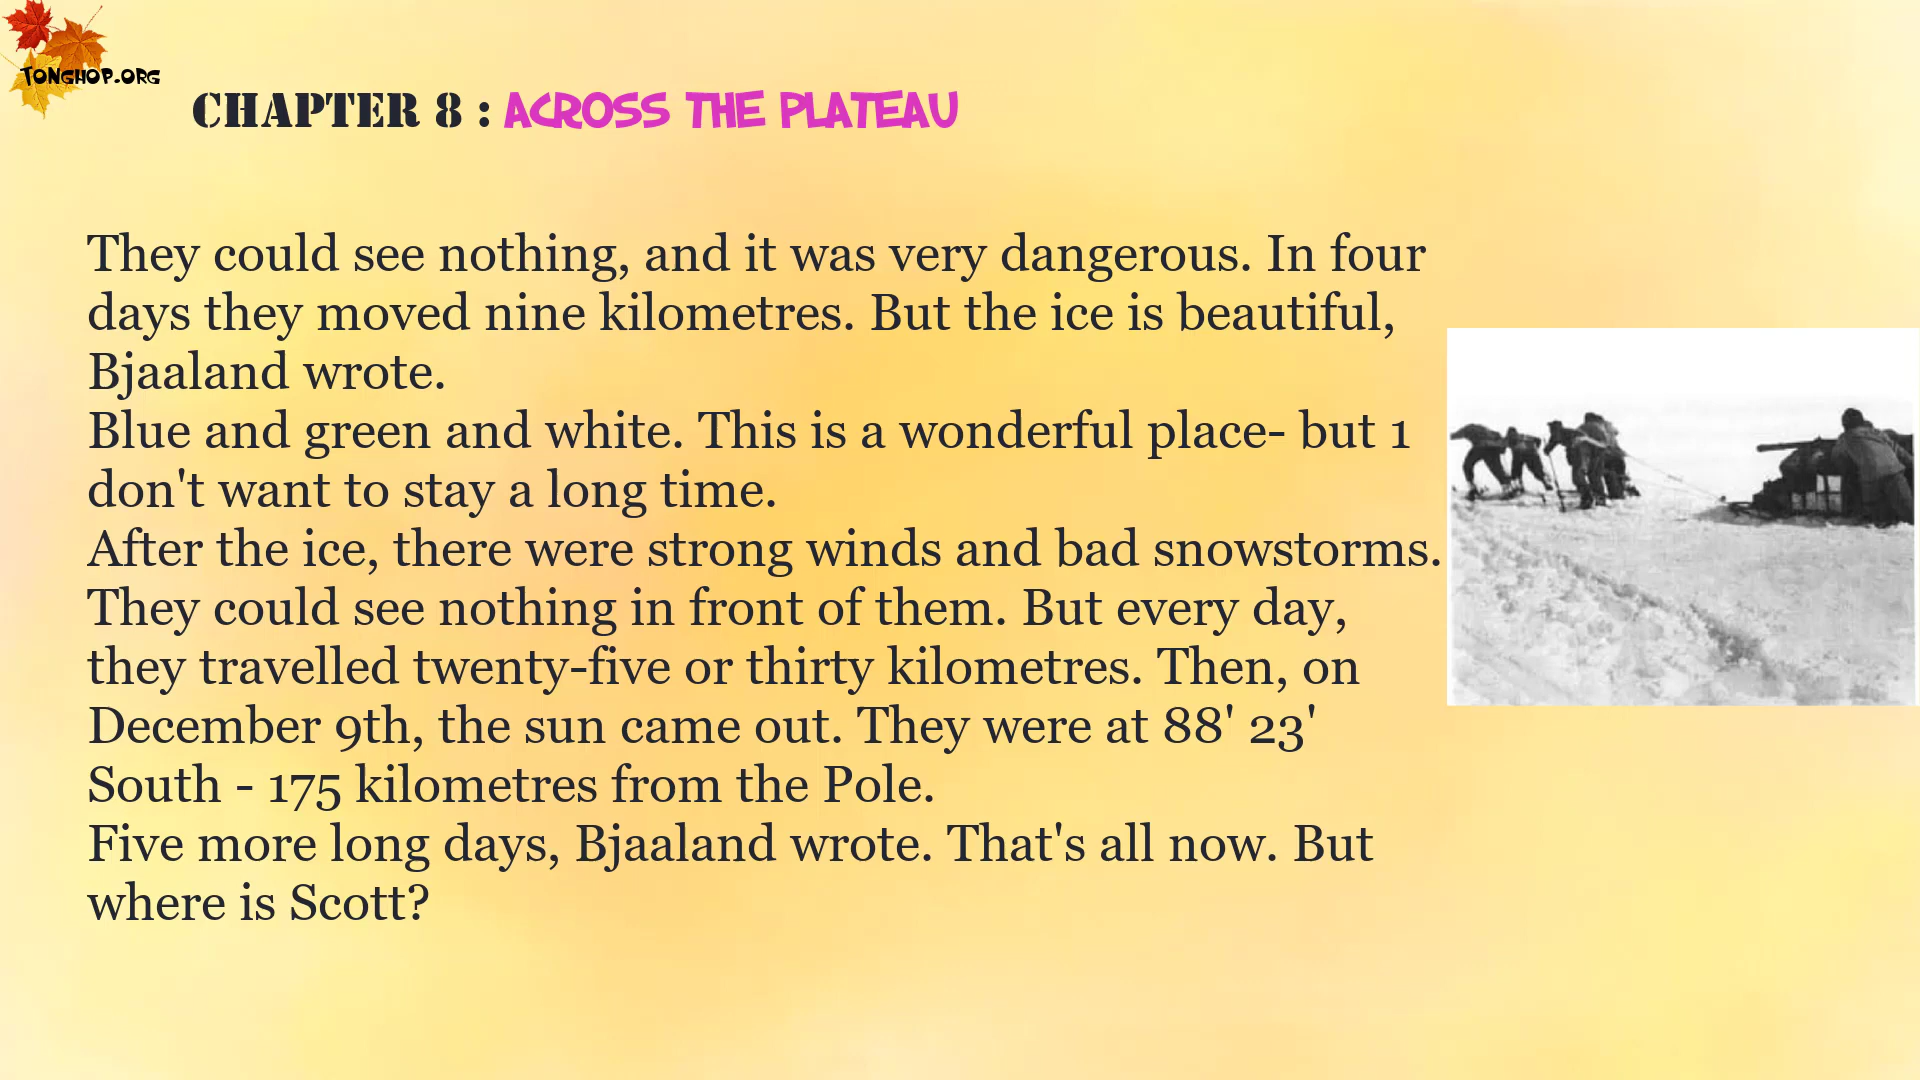 TONGHOP.ORG
CHAPTER 8 : ACROSS THE PLATEAU
They could see nothing, and it was very dangerous. In four
days they moved nine kilometres. But the ice is beautiful,
Bjaaland wrote.
Blue and green and white. This is a wonderful place- but 1
don't want to stay a long time.
After the ice, there were strong winds and bad snowstorms.
They could see nothing in front of them. But every day,
they travelled twenty-five or thirty kilometres. Then, on
December 9th, the sun came out. They were at 88' 23'
South - 175 kilometres from the Pole.
Five more long days, Bjaaland wrote. That's all now. But
where is Scott?